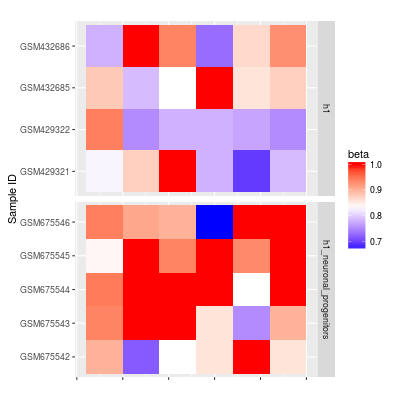 GSM432686
GSM432685
GSM429322
GSM429321
h1
GSM675546
GSM675545
GSM675544
GSM675543
GSM675542
h1_neuronal_progenitors
Sample ID
beta
1.0
0.9
0.8
0.7